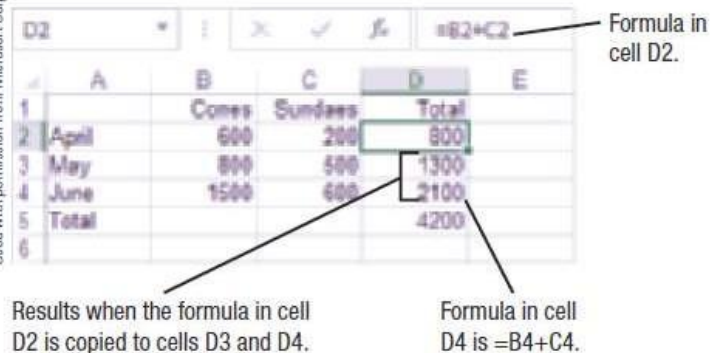 D2 fx =B2+C2
Formula in
cell D2.
A B C D E
1 Cones Sundaes Total
2 April 600 200 800
3 May 800 500 1300
4 June 1500 600 2100
5 Total 4200
6
Results when the formula in cell
D2 is copied to cells D3 and D4.
Formula in cell
D4 is =B4+C4.